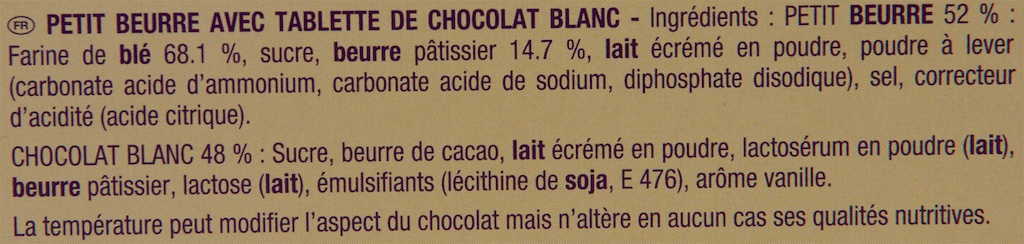 FR PETIT BEURRE AVEC TABLETTE DE CHOCOLAT BLANC - Ingrédients : PETIT BEURRE 52 % :
Farine de blé 68.1 %, sucre, beurre pâtissier 14.7 %, lait écrémé en poudre, poudre à lever
(carbonate acide d'ammonium, carbonate acide de sodium, diphosphate disodique), sel, correcteur
d'acidité (acide citrique).
CHOCOLAT BLANC 48 % : Sucre, beurre de cacao, lait écrémé en poudre, lactosérum en poudre (lait),
beurre pâtissier, lactose (lait), émulsifiants (lécithine de soja, E 476), arôme vanille.
La température peut modifier l'aspect du chocolat mais n'altère en aucun cas ses qualités nutritives.